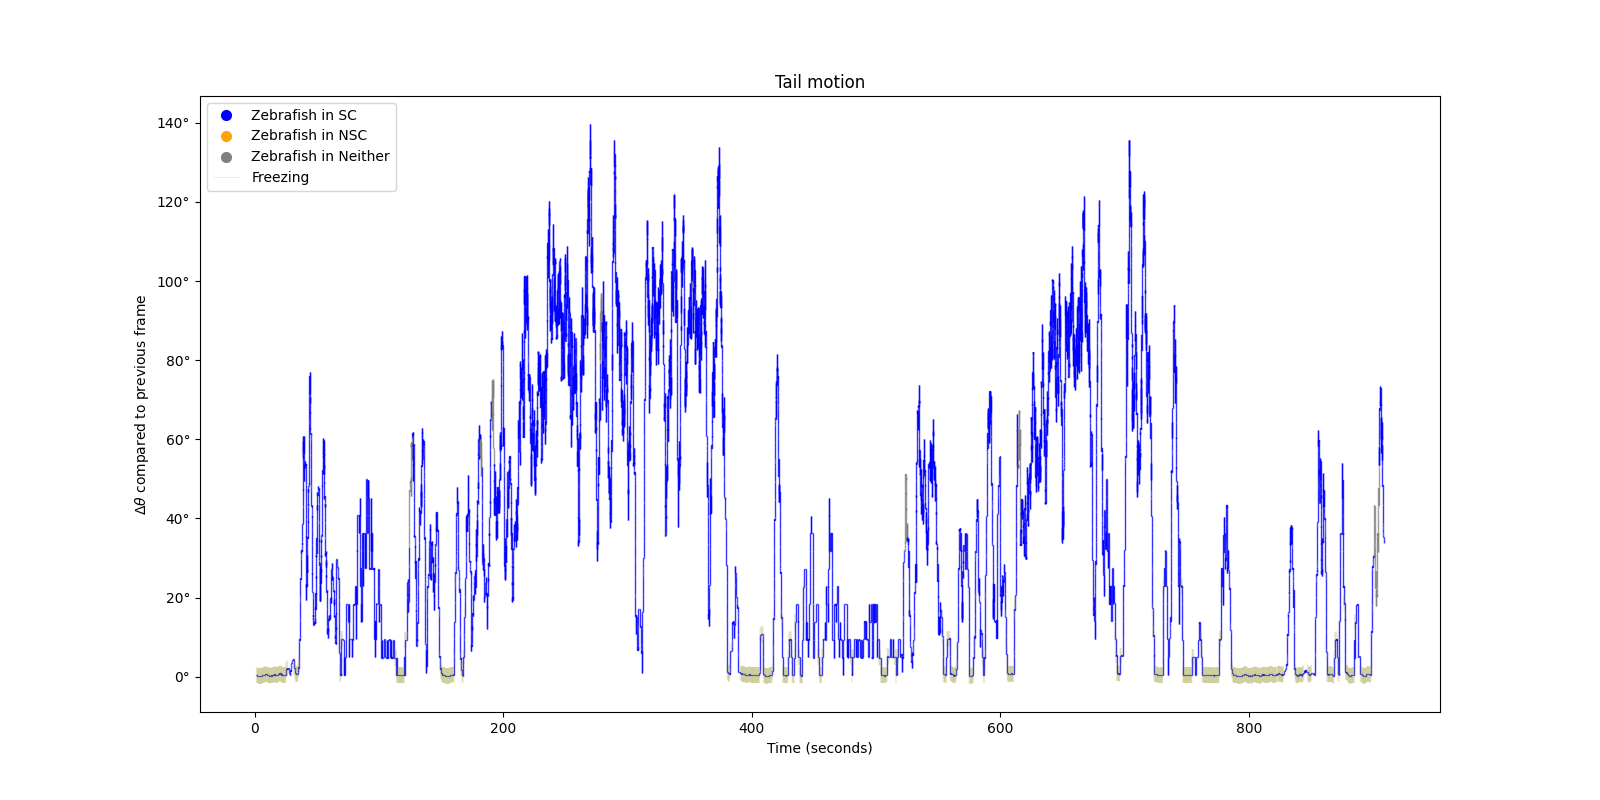 Tail motion
Zebrafish in SC
Zebrafish in NSC
Zebrafish in Neither
Freezing
140°
120°
100°
80°
60°
40°
20°
0°
Δθ compared to previous frame
0 200 400 600 800
Time (seconds)